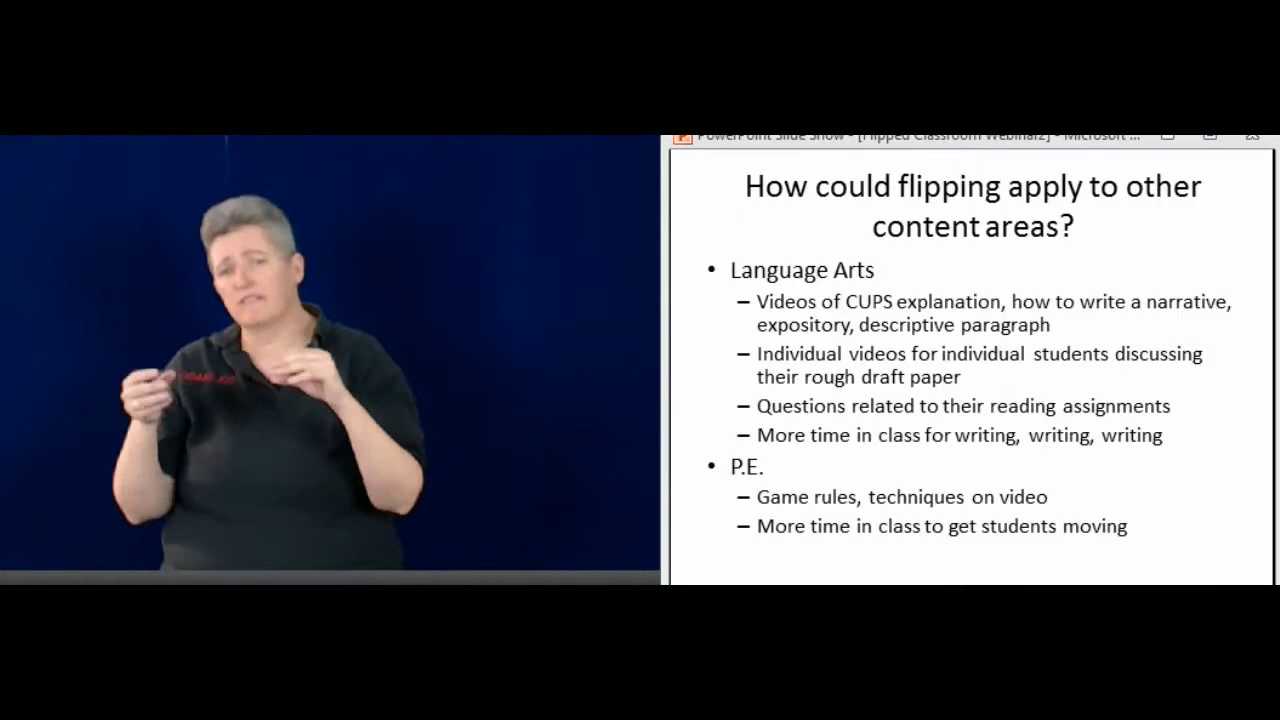 PowerPoint Slide Show - [Flipped Classroom Webinar2] - Microsoft ...
How could flipping apply to other
content areas?
• Language Arts
– Videos of CUPS explanation, how to write a narrative,
expository, descriptive paragraph
– Individual videos for individual students discussing
their rough draft paper
– Questions related to their reading assignments
– More time in class for writing, writing, writing
• P.E.
– Game rules, techniques on video
– More time in class to get students moving